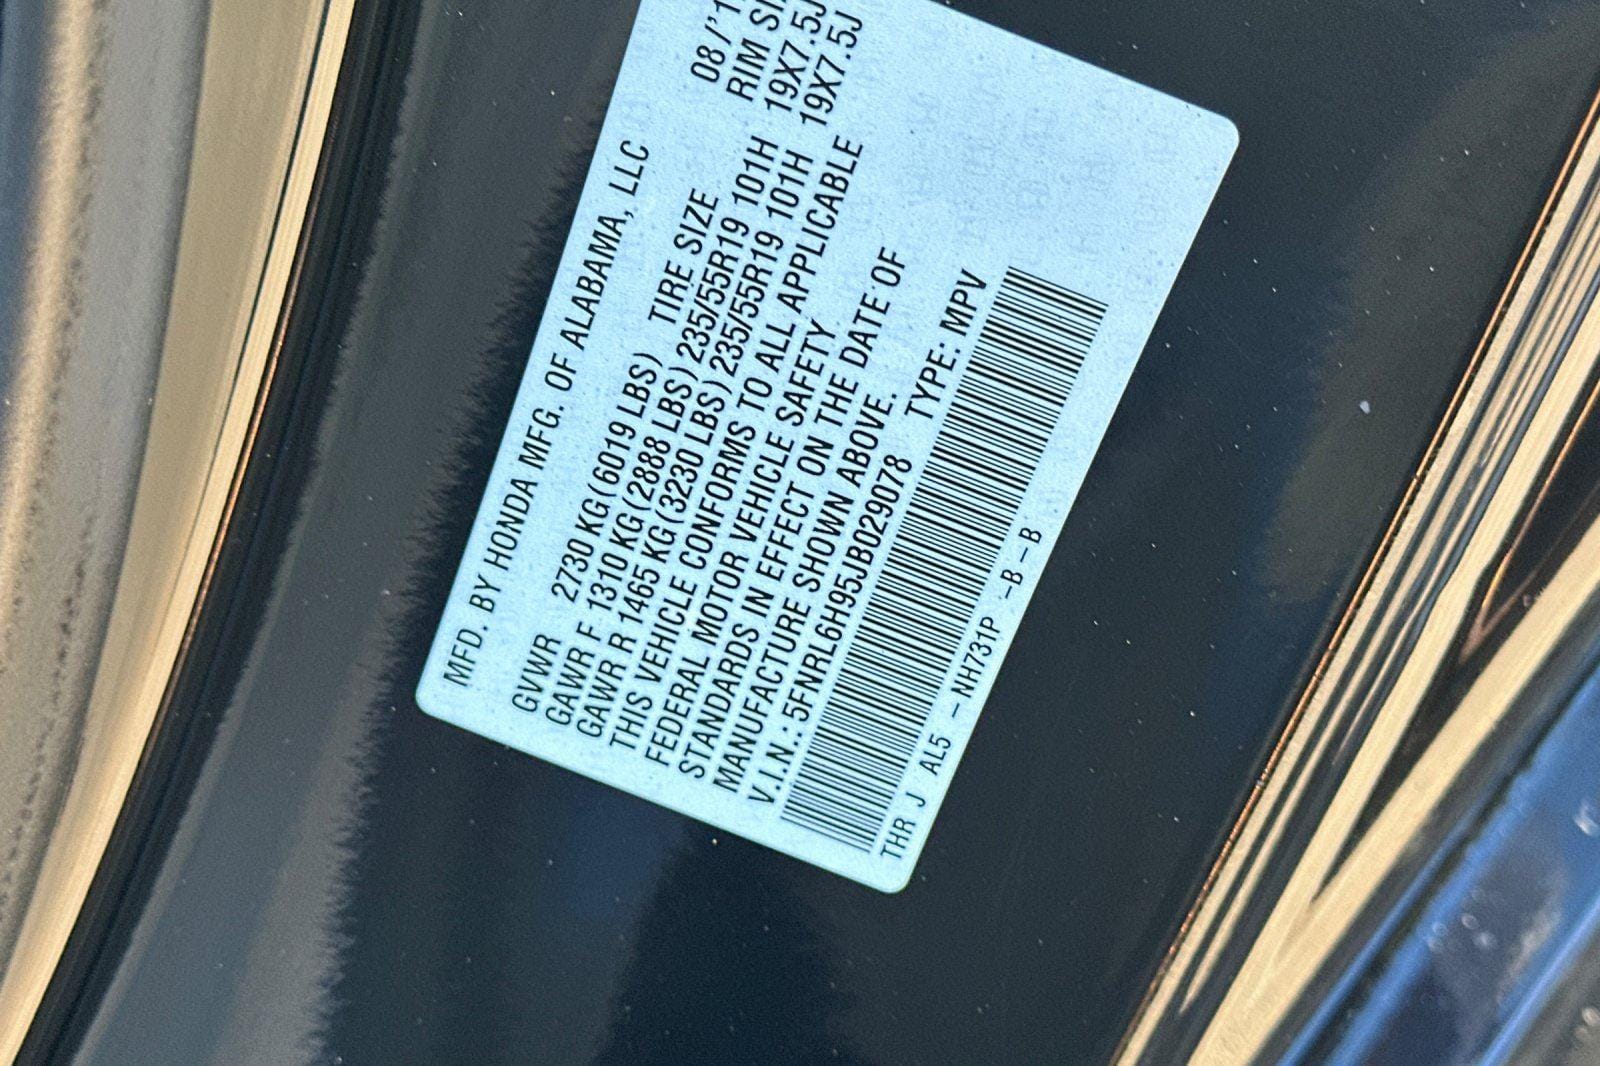 MFD. BY HONDA MFG. OF ALABAMA, LLC 08/'1
GVWR 2730 KG(6019 LBS) TIRE SIZE RIM
GAWR F 1310 KG(2888 LBS) 235/55R19 101H 19X7.5J
GAWR R 1465 KG(3230 LBS) 235/55R19 101H 19X7.5J
THIS VEHICLE CONFORMS TO ALL APPLICABLE
FEDERAL MOTOR VEHICLE SAFETY
STANDARDS IN EFFECT ON THE DATE OF
MANUFACTURE SHOWN ABOVE.
V.I.N.: 5FNRL6H95JB029078 TYPE: MPV
THR J AL5 - NH731P - B - B